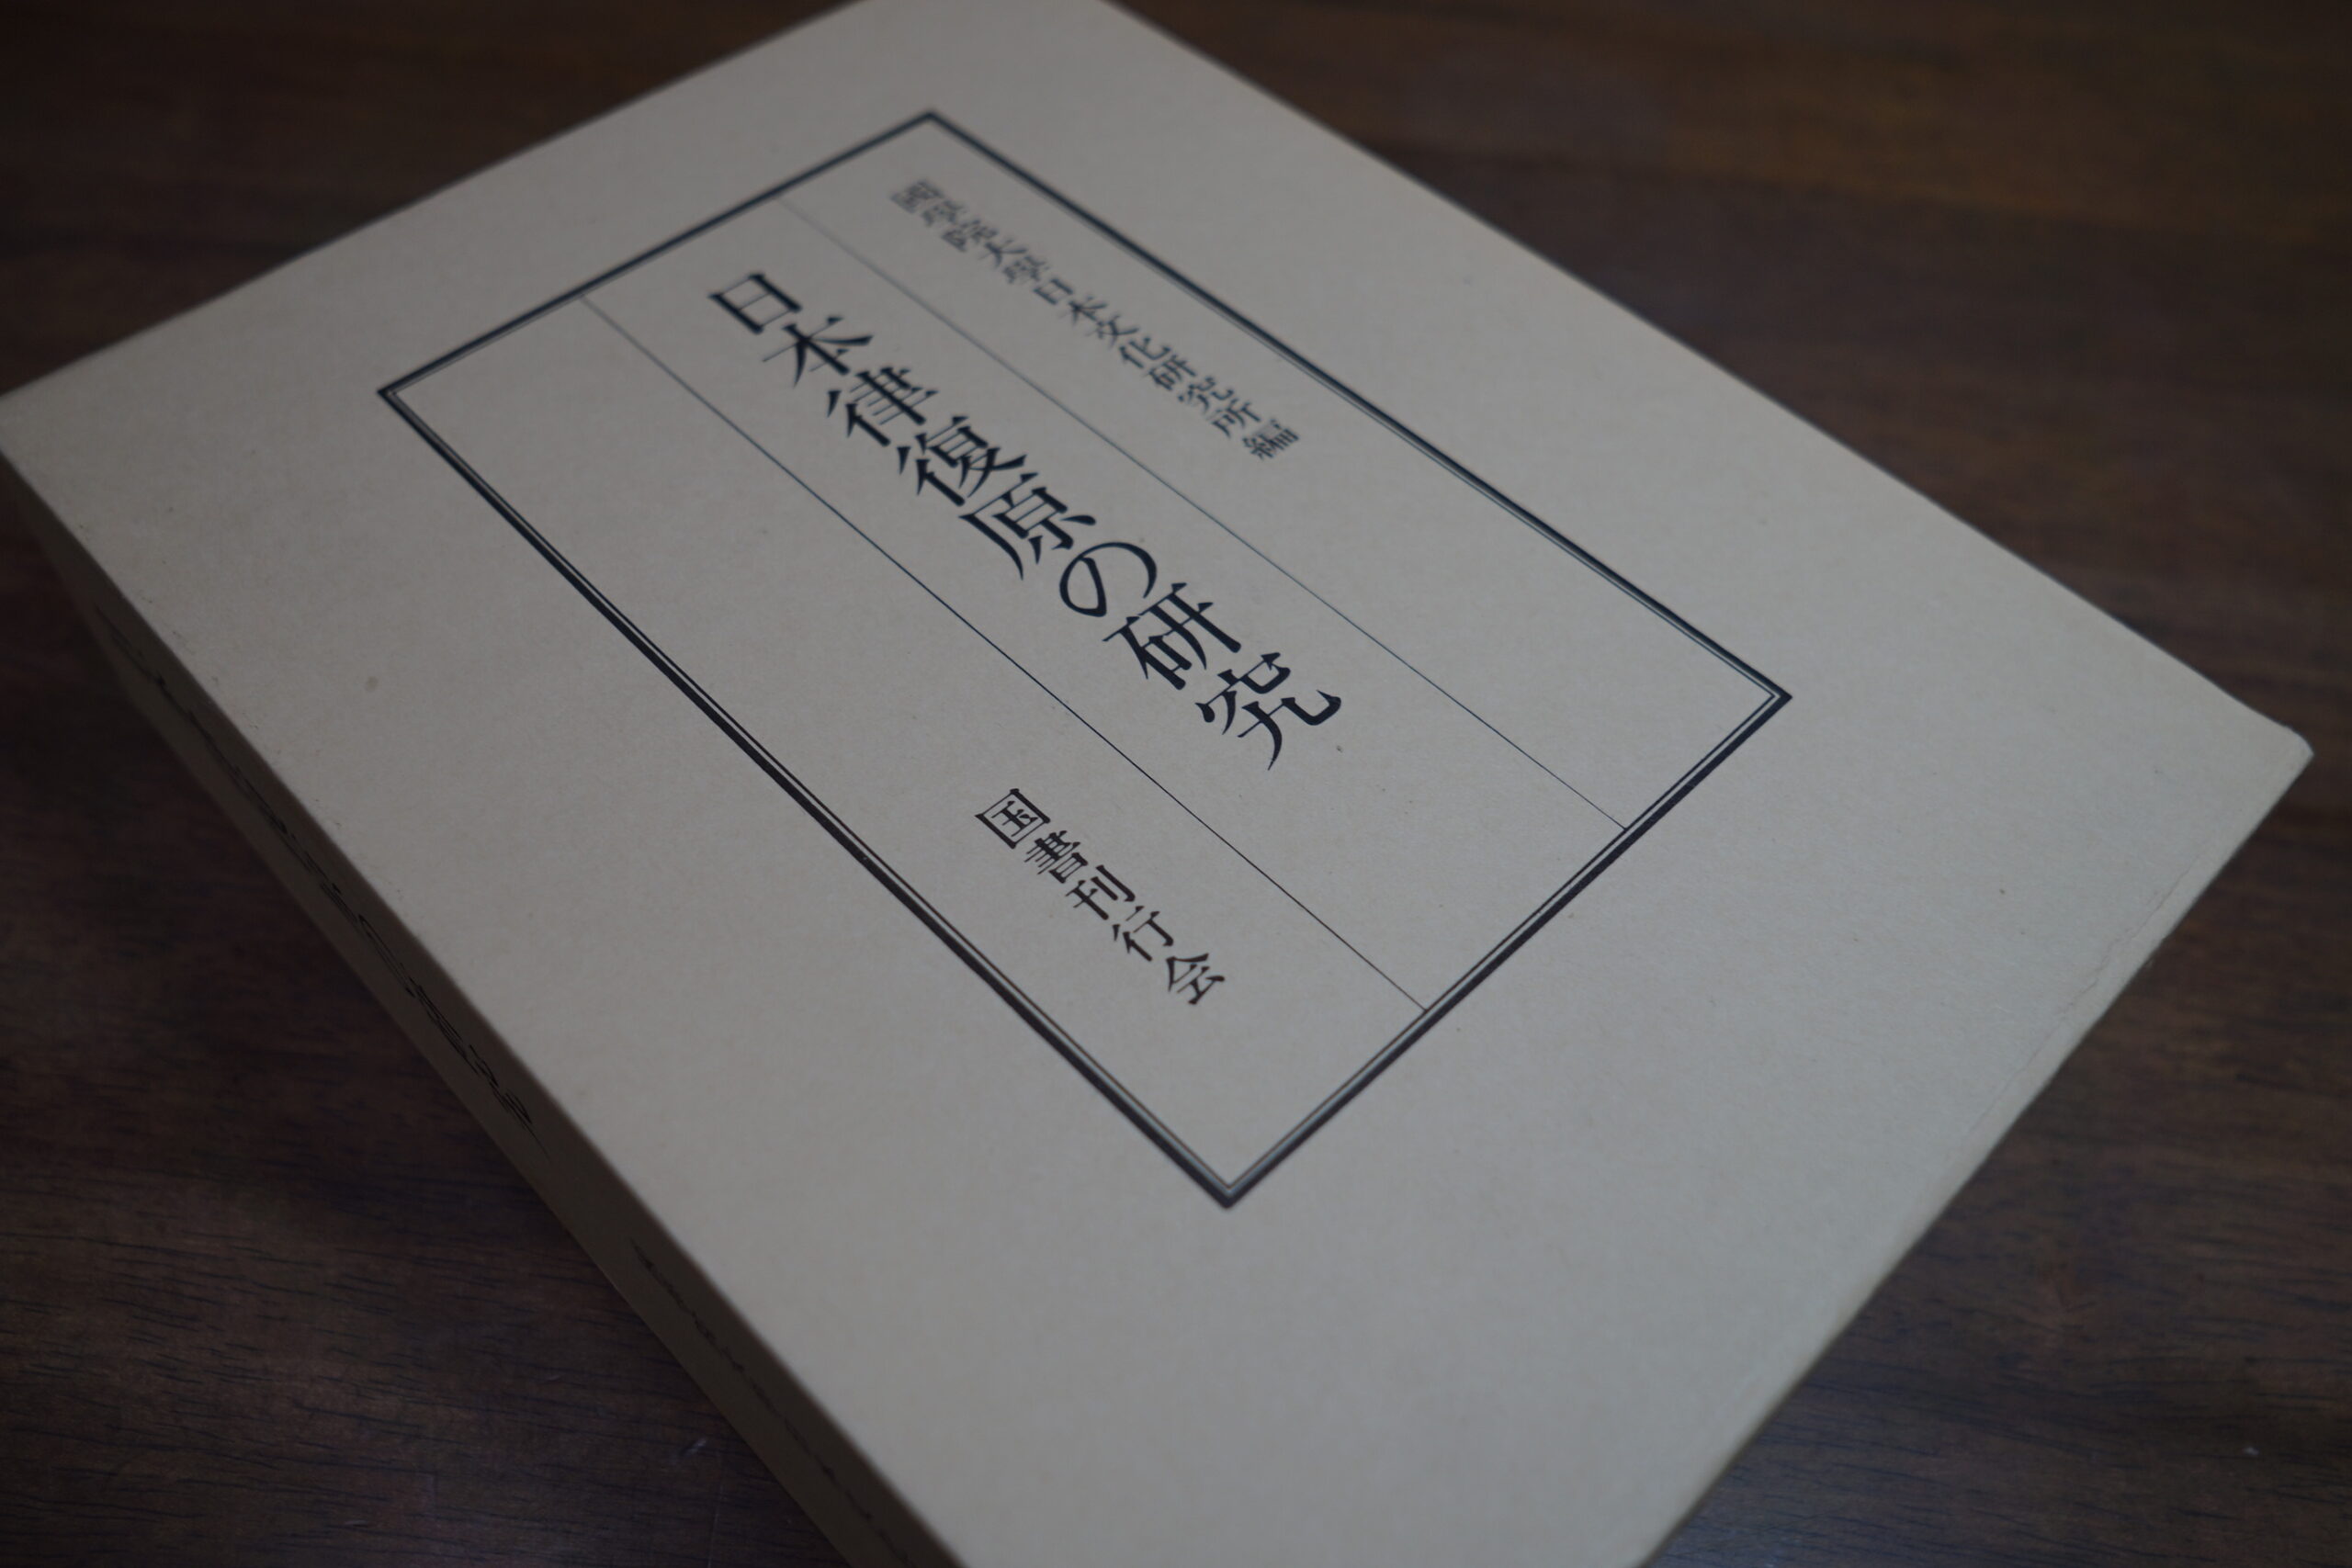 國學院大學日本文化研究所編
日本律復原の研究
国書刊行会